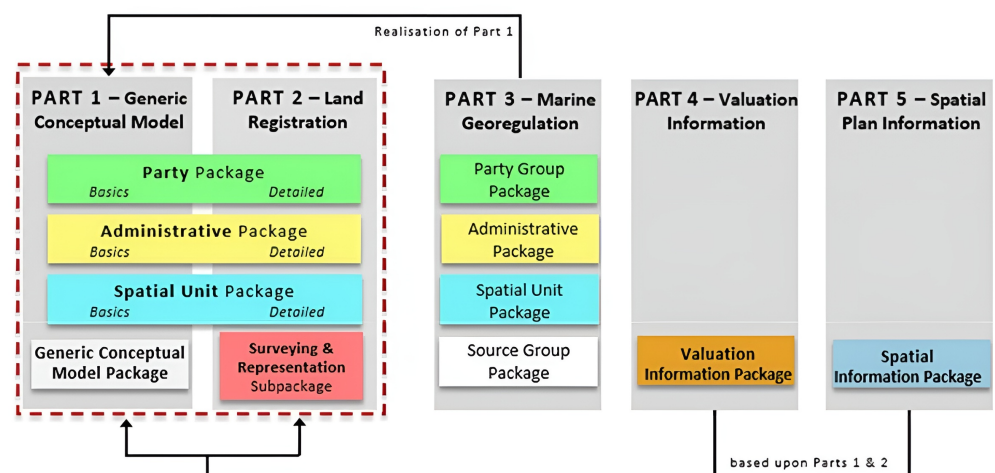 Realisation of Part 1
PART 1 – Generic
Conceptual Model
PART 2 – Land
Registration
PART 3 – Marine
Georegulation
PART 4 – Valuation
Information
PART 5 – Spatial
Plan Information
Party Package
Basics
Detailed
Administrative Package
Basics
Detailed
Spatial Unit Package
Basics
Detailed
Generic Conceptual
Model Package
Surveying &
Representation
Subpackage
Party Group
Package
Administrative
Package
Spatial Unit
Package
Source Group
Package
Valuation
Information Package
Spatial
Information Package
based upon Parts 1 & 2